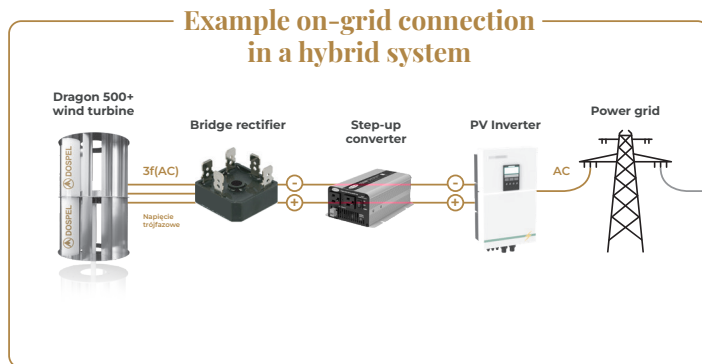 Example on-grid connection
in a hybrid system
Dragon 500+
wind turbine
Bridge rectifier
Step-up
converter
PV Inverter
Power grid
DOSPEL
DOSPEL
3f(AC)
Napięcie
trójfazowe
-
+
-
+
AC